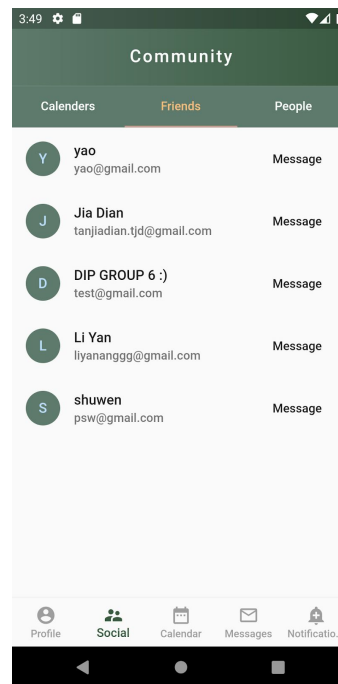 3:49
Community
Calenders Friends People
Y yao Message
yao@gmail.com
J Jia Dian Message
tanjiadian.tjd@gmail.com
D DIP GROUP 6 :) Message
test@gmail.com
L Li Yan Message
liyananggg@gmail.com
S shuwen Message
psw@gmail.com
Profile Social Calendar Messages Notificatio.